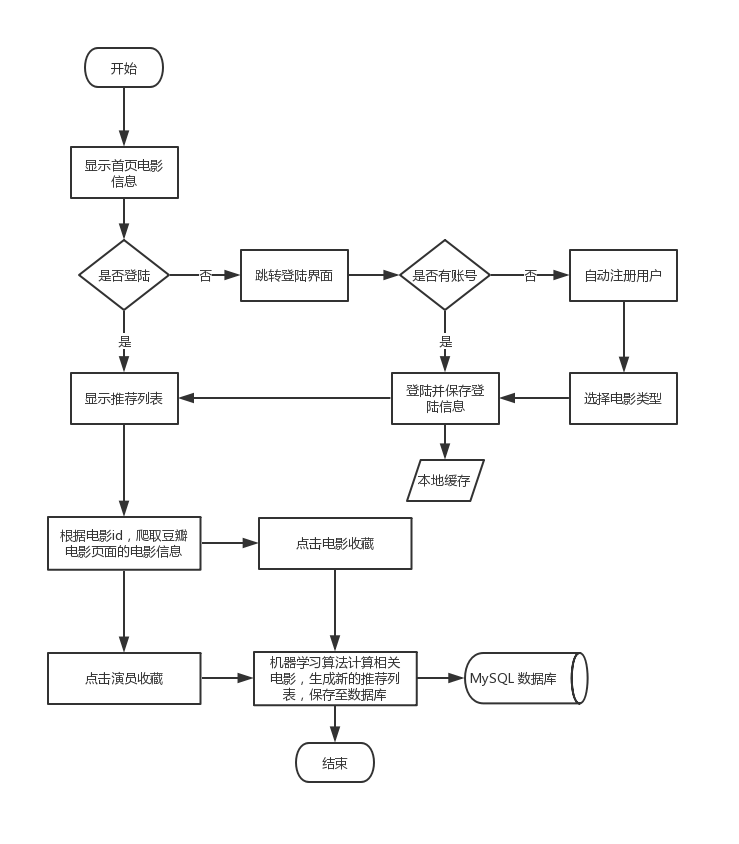 开始
显示首页电影
信息
是否登陆
否
跳转登陆界面
是否有账号
否
自动注册用户
是
是
显示推荐列表
登陆并保存登
陆信息
选择电影类型
本地缓存
根据电影id，爬取豆瓣
电影页面的电影信息
点击电影收藏
点击演员收藏
机器学习算法计算相关
电影，生成新的推荐列
表，保存至数据库
MySQL 数据库
结束